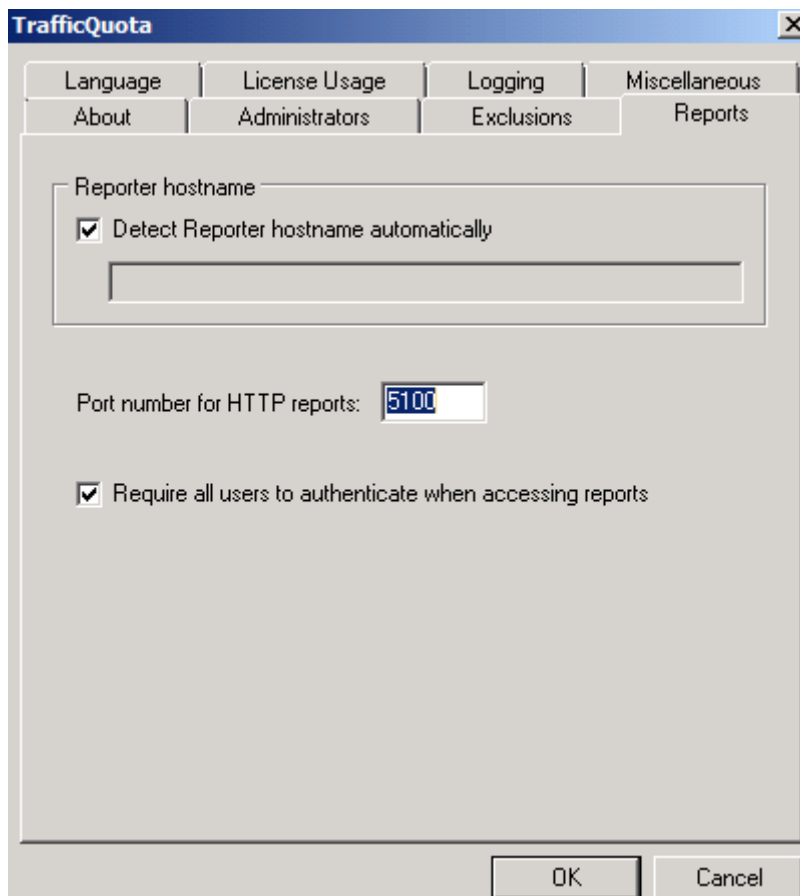 TrafficQuota
Language License Usage Logging Miscellaneous
About Administrators Exclusions Reports
Reporter hostname
Detect Reporter hostname automatically
Port number for HTTP reports: 5100
Require all users to authenticate when accessing reports
OK Cancel